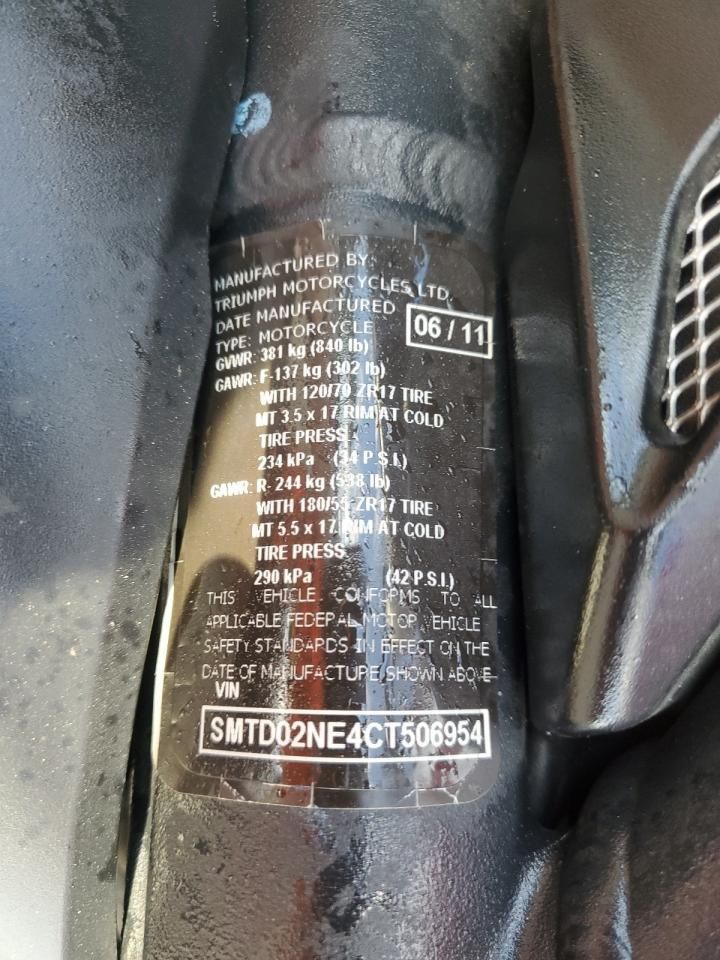 MANUFACTURED BY:
TRIUMPH MOTORCYCLES LTD.
DATE MANUFACTURED 06 / 11
TYPE: MOTORCYCLE
GVWR: 381 kg (840 lb)
GAWR: F-137 kg (302 lb)
WITH 120/70 ZR17 TIRE
MT 3.5 x 17 RIM AT COLD
TIRE PRESS.
234 kPa (34 P.S.I.)
GAWR: R- 244 kg (538 lb)
WITH 180/55 ZR17 TIRE
MT 5.5 x 17 RIM AT COLD
TIRE PRESS.
290 kPa (42 P.S.I.)
THIS VEHICLE CONFORMS TO ALL
APPLICABLE FEDERAL MOTOR VEHICLE
SAFETY STANDARDS IN EFFECT ON THE
DATE OF MANUFACTURE SHOWN ABOVE
VIN
SMTD02NE4CT506954